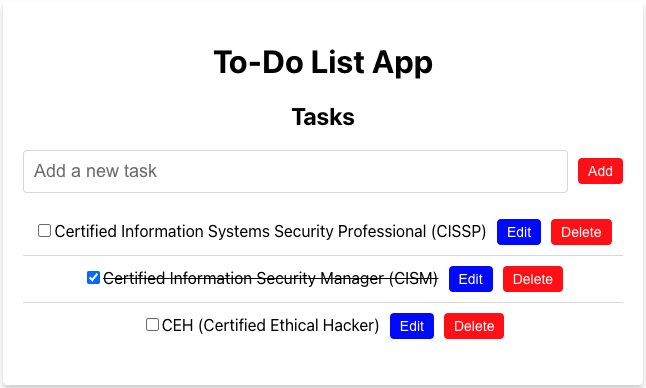 To-Do List App
Tasks
Add a new task Add
Certified Information Systems Security Professional (CISSP) Edit Delete
Certified Information Security Manager (CISM) Edit Delete
CEH (Certified Ethical Hacker) Edit Delete